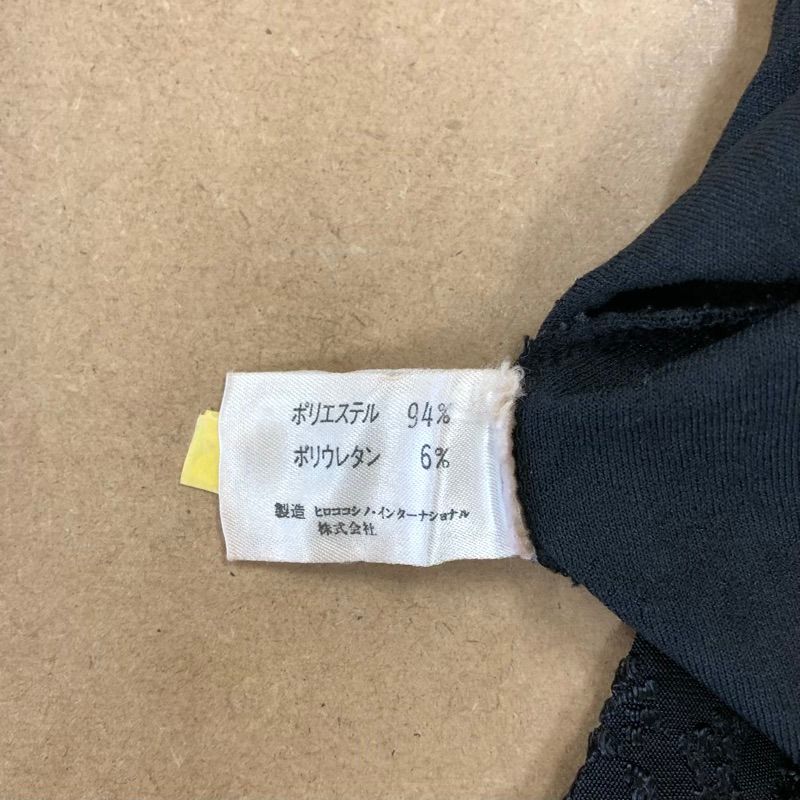 ポリエステル 94%
ポリウレタン 6%
製造 ヒロココシノ・インターナショナル
株式会社